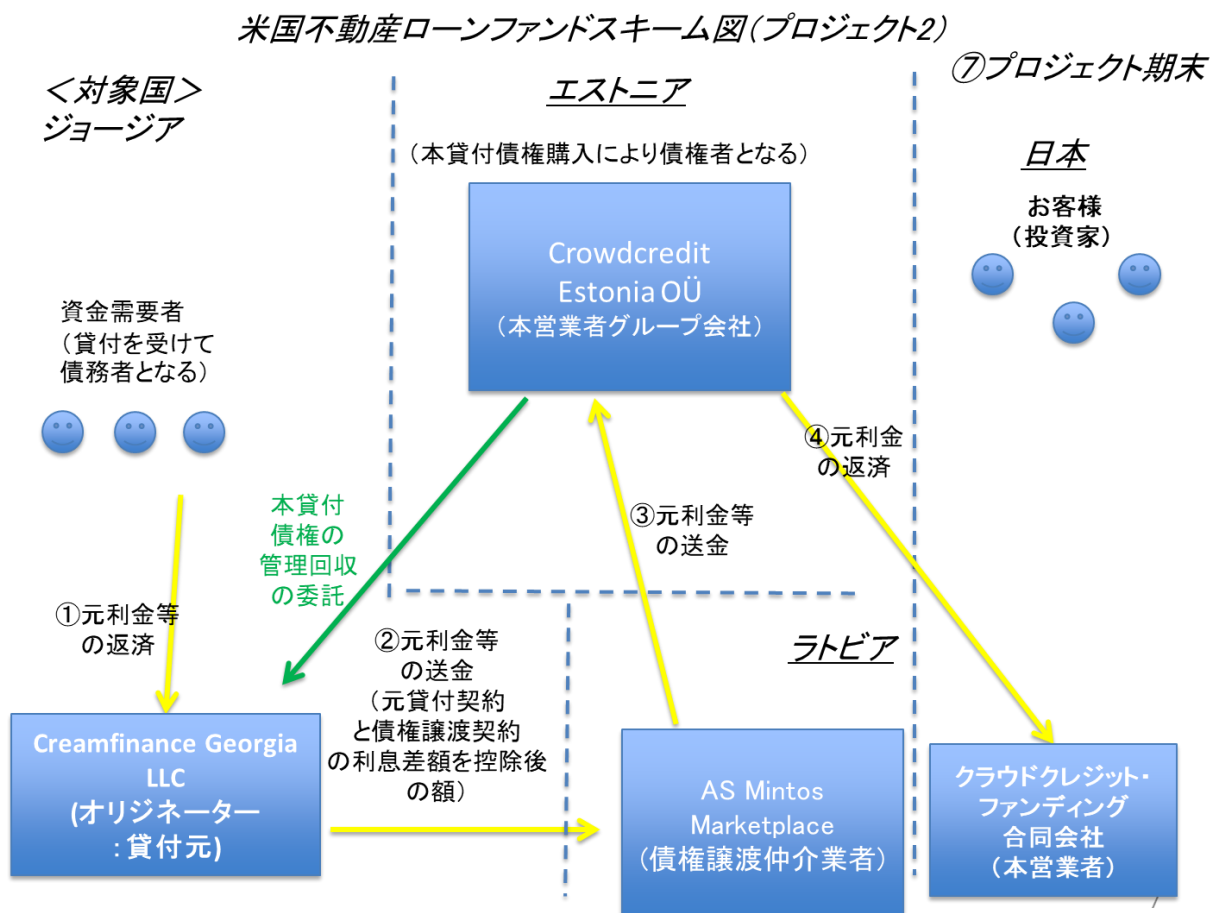 米国不動産ローンファンドスキーム図(プロジェクト2)
⑦プロジェクト期末
<対象国>
ジョージア
エストニア
(本貸付債権購入により債権者となる)
日本
お客様
(投資家)
Crowdcredit
Estonia OÜ
(本営業者グループ会社)
資金需要者
(貸付を受けて
債務者となる)
④元利金
の返済
③元利金等
の送金
本貸付
債権の
管理回収
の委託
①元利金等
の返済
②元利金等
の送金
(元貸付契約
と債権譲渡契約
の利息差額を控除後
の額)
ラトビア
Creamfinance Georgia
LLC
(オリジネーター
:貸付元)
AS Mintos
Marketplace
(債権譲渡仲介業者)
クラウドクレジット・
ファンディング
合同会社
(本営業者)